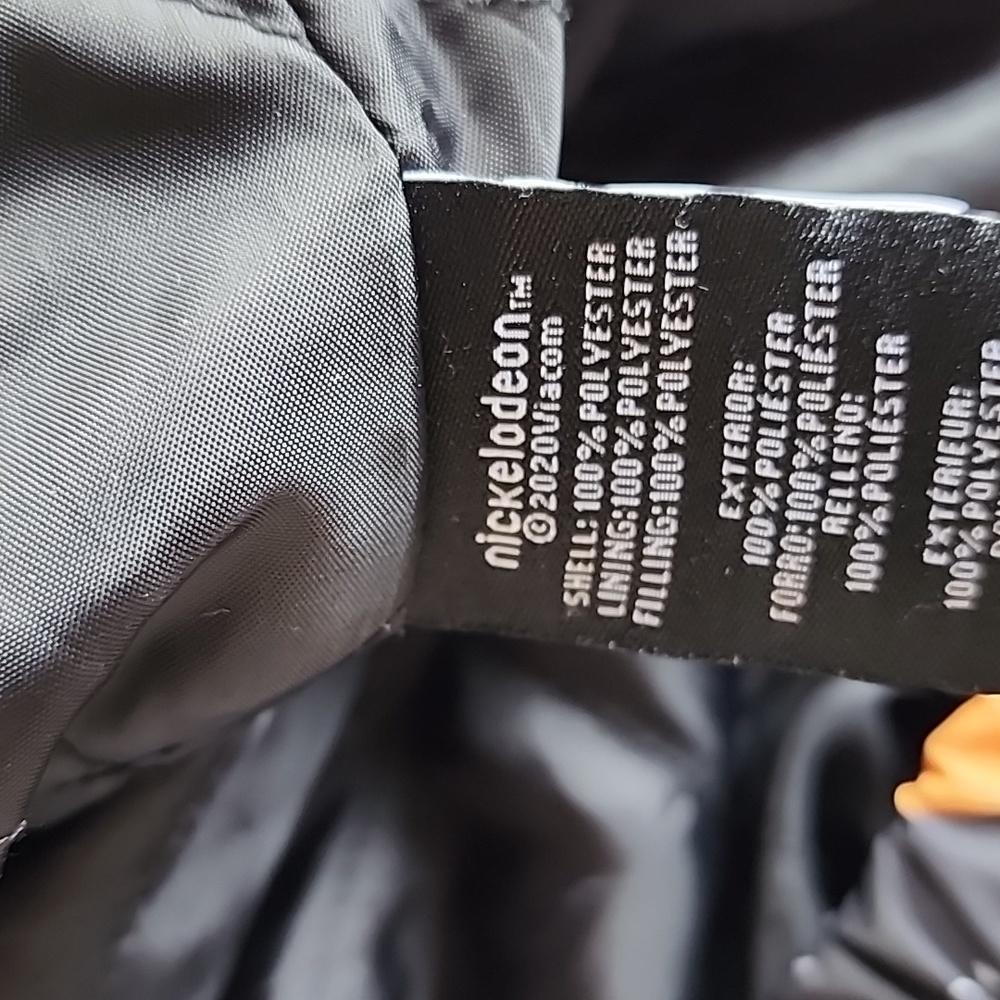 nickelodeon™
©2020Viacom
SHELL: 100% POLYESTER
LINING:100% POLYESTER
FILLING:100% POLYESTER
EXTERIOR:
100% POLIÉSTER
FORRO:100% POLIÉSTER
RELLENO:
100% POLIÉSTER
EXTÉRIEUR:
100% POLYESTER